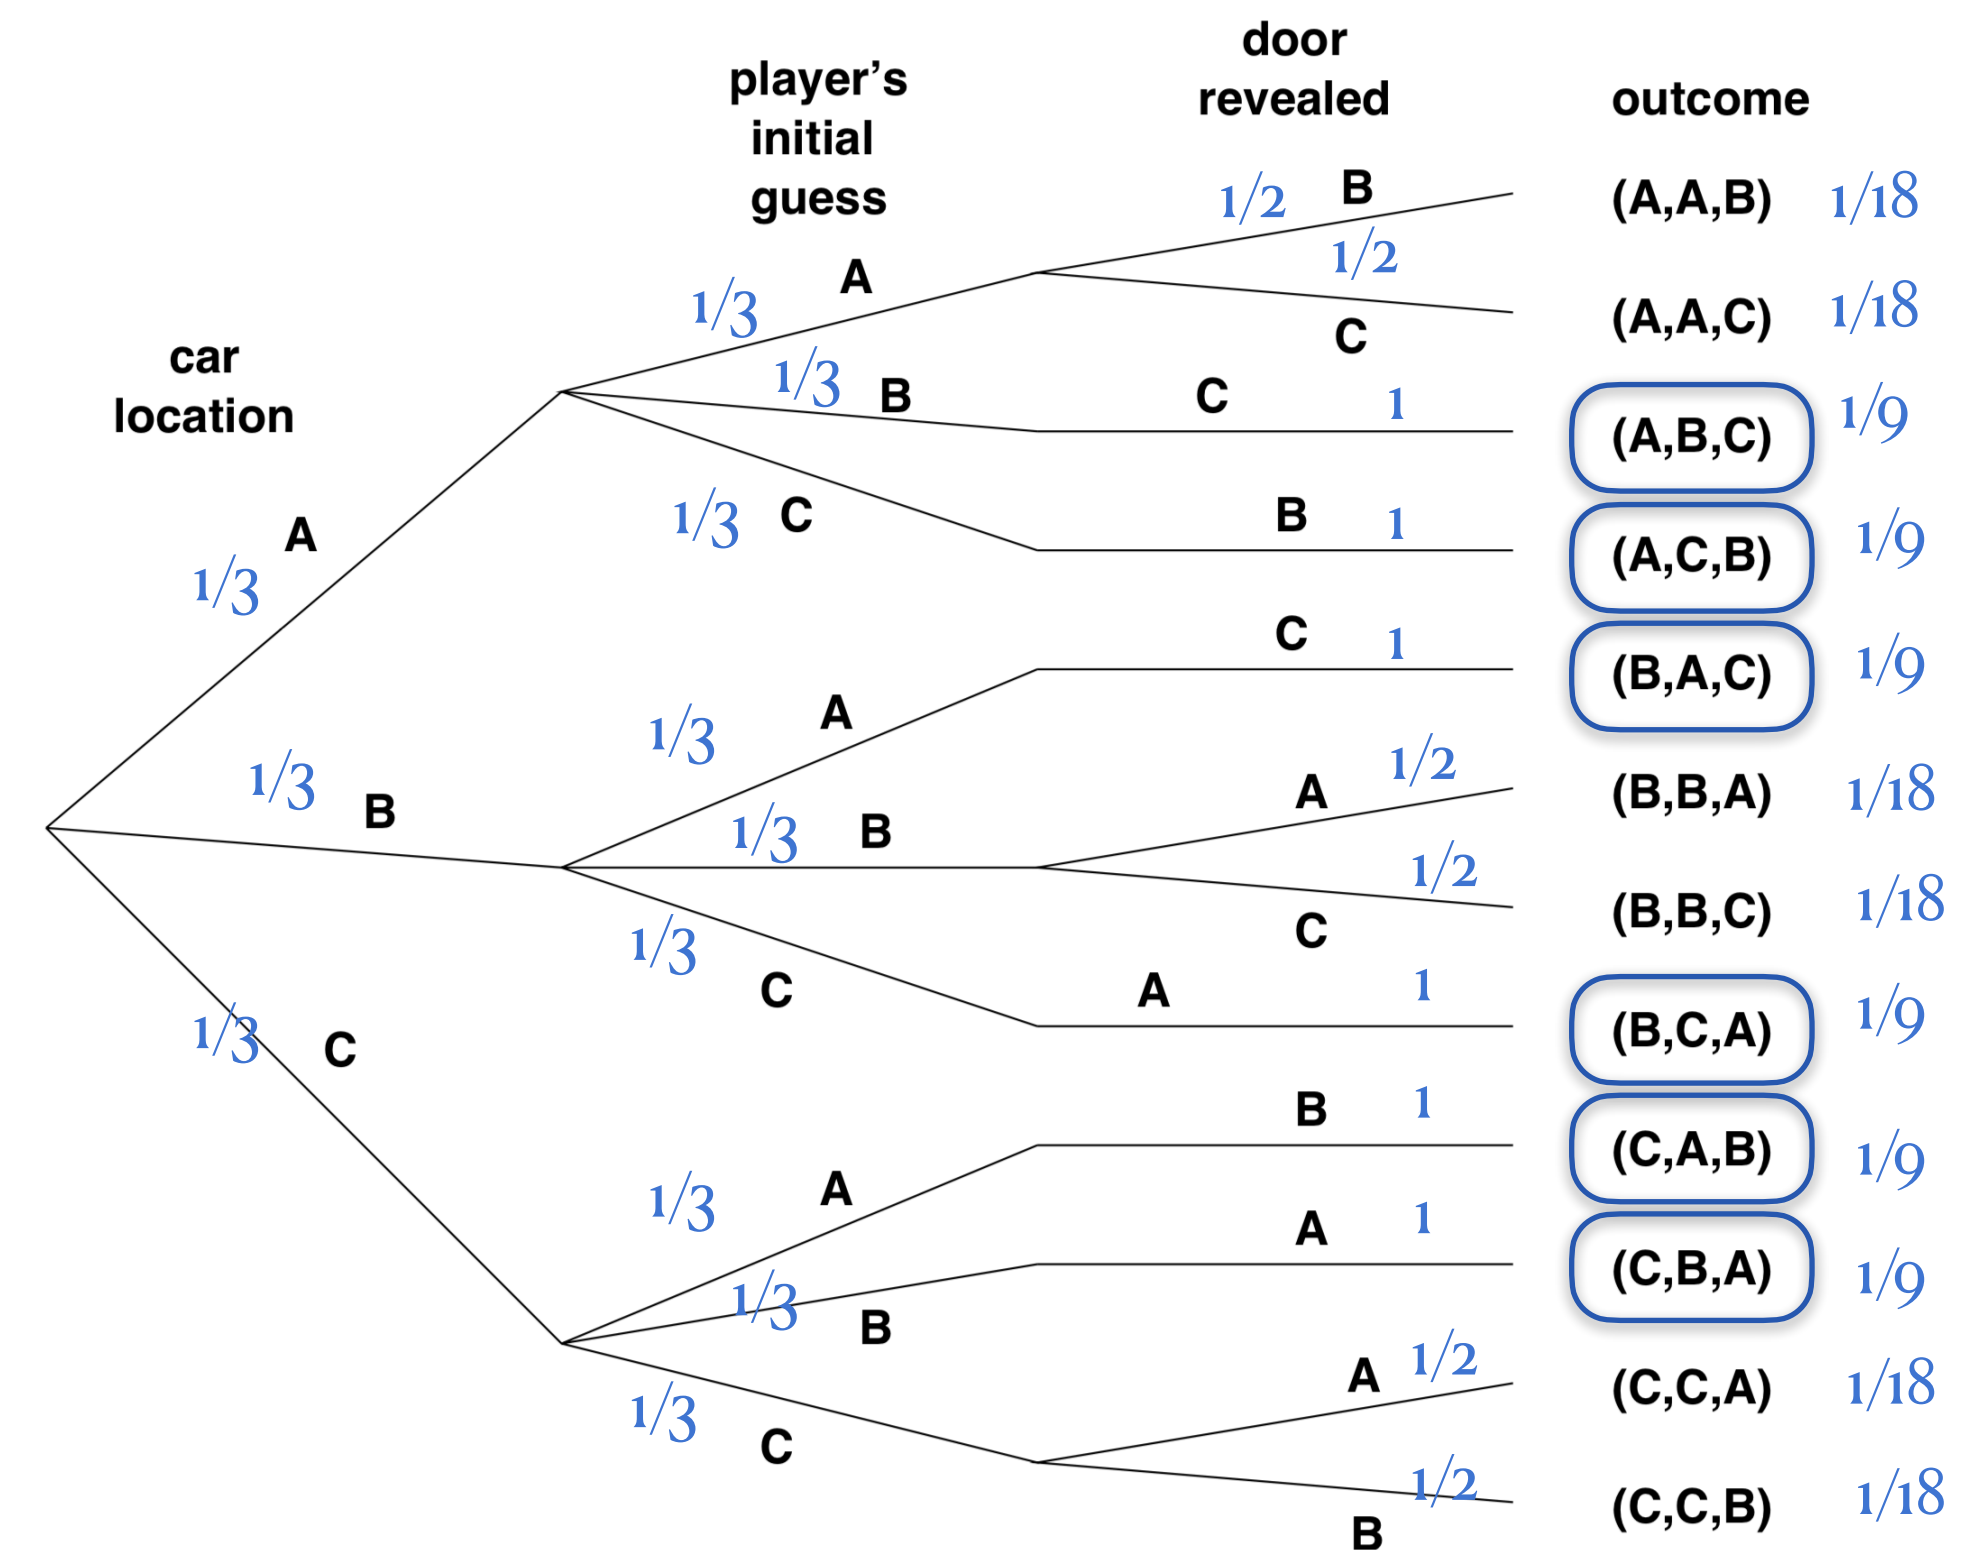 door
revealed
player's
initial
guess
outcome
car
location
1/2 B (A,A,B) 1/18
1/2
A
1/3
C (A,A,C) 1/18
1/3 B C 1 (A,B,C) 1/9
1/3 C B 1 (A,C,B) 1/9
A
1/3
C 1 (B,A,C) 1/9
1/3 A
1/2
A (B,B,A) 1/18
1/3 B
1/3 B
1/2
C (B,B,C) 1/18
1/3
C A 1 (B,C,A) 1/9
1/3 C
B 1 (C,A,B) 1/9
1/3 A
A 1 (C,B,A) 1/9
1/3 B
A 1/2 (C,C,A) 1/18
1/3 C
1/2
B (C,C,B) 1/18